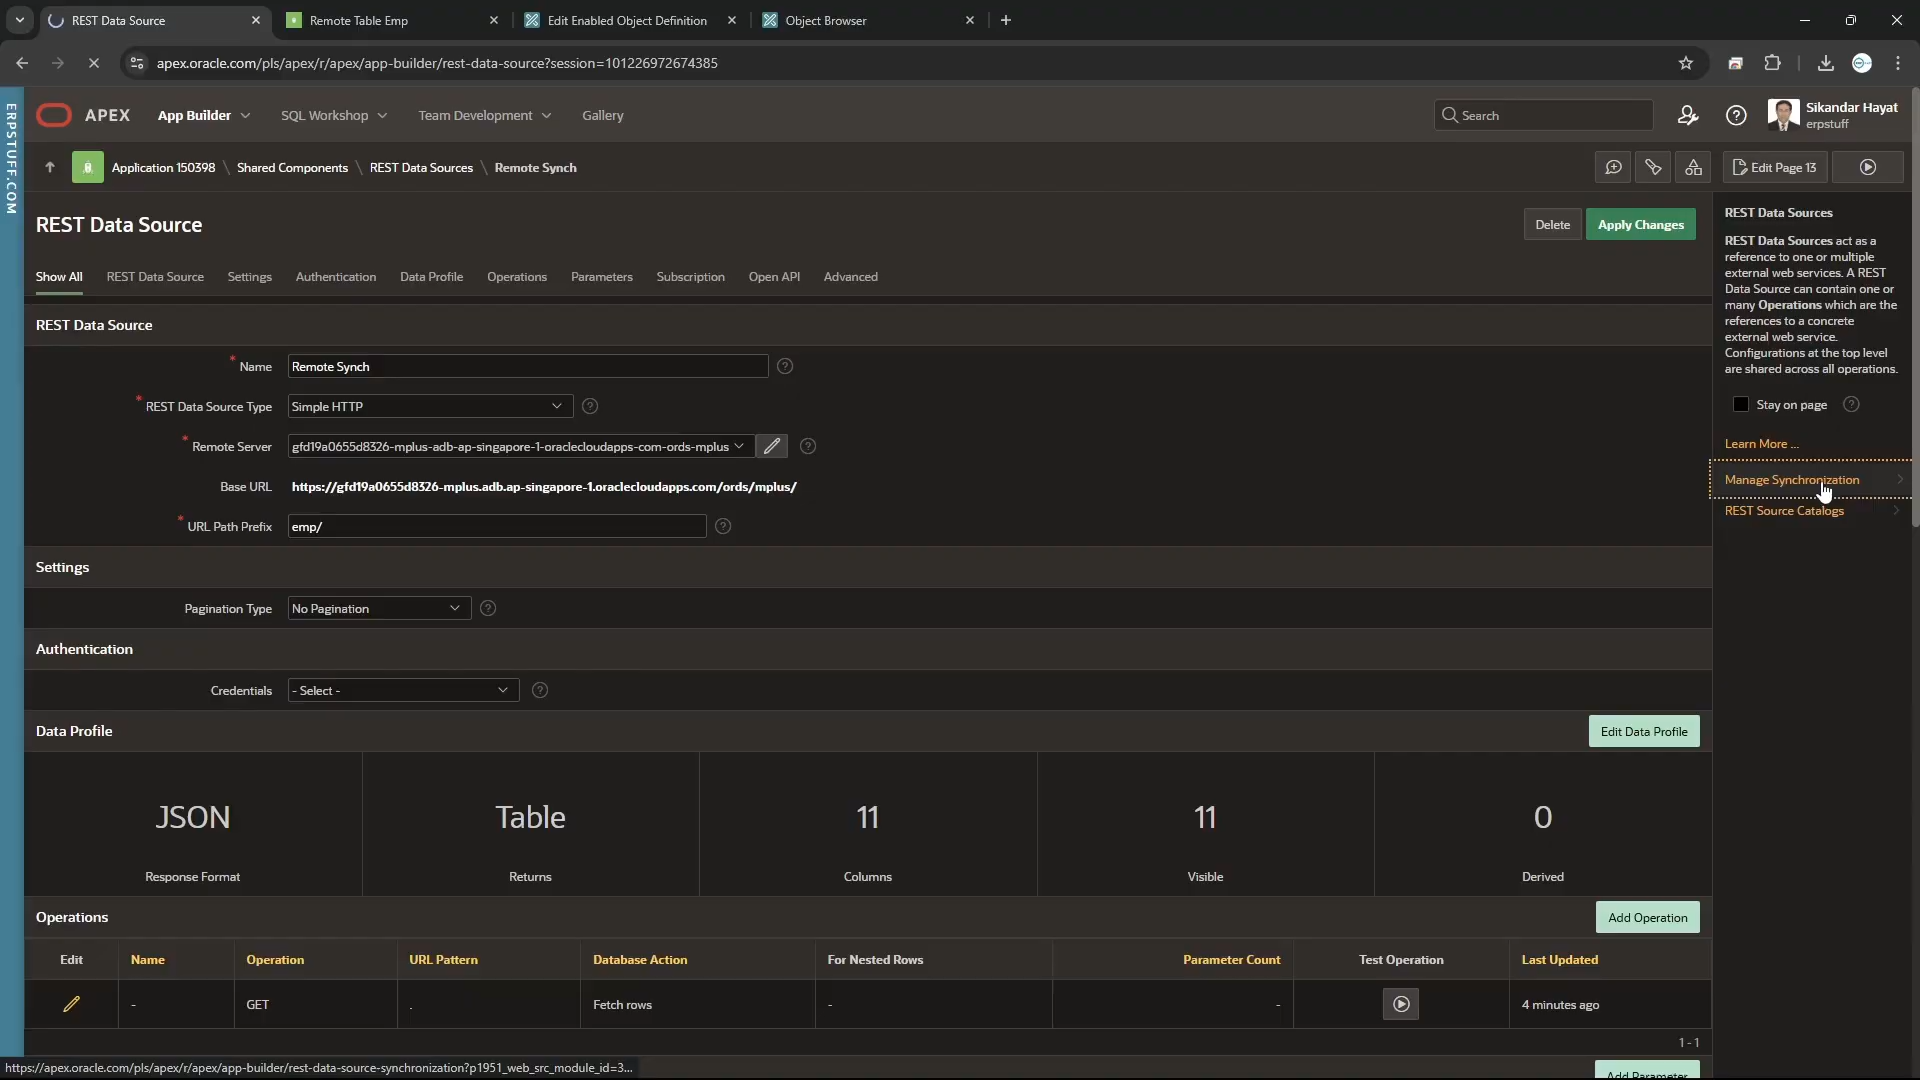 REST Data Source
Remote Table Emp
Edit Enabled Object Definition
Object Browser
apex.oracle.com/pls/apex/r/apex/app-builder/rest-data-source?session=101226972674385
ERPSTUFF.COM
APEX
App Builder
SQL Workshop
Team Development
Gallery
Search
Sikandar Hayat
erpstuff
Application 150398 \ Shared Components \ REST Data Sources \ Remote Synch
Edit Page 13
REST Data Source
Delete
Apply Changes
Show All
REST Data Source
Settings
Authentication
Data Profile
Operations
Parameters
Subscription
Open API
Advanced
REST Data Source
* Name
Remote Synch
* REST Data Source Type
Simple HTTP
* Remote Server
gfd19a0655d8326-mplus-adb-ap-singapore-1-oraclecloudapps-com-ords-mplus
Base URL
https://gfd19a0655d8326-mplus.adb.ap-singapore-1.oraclecloudapps.com/ords/mplus/
* URL Path Prefix
emp/
Settings
Pagination Type
No Pagination
Authentication
Credentials
- Select -
Data Profile
Edit Data Profile
JSON
Response Format
Table
Returns
11
Columns
11
Visible
0
Derived
Operations
Add Operation
Edit
Name
Operation
URL Pattern
Database Action
For Nested Rows
Parameter Count
Test Operation
Last Updated
-
GET
.
Fetch rows
-
-
4 minutes ago
1 - 1
Add Parameter
REST Data Sources
REST Data Sources act as a
reference to one or multiple
external web services. A REST
Data Source can contain one or
many Operations which are the
references to a concrete
external web service.
Configurations at the top level
are shared across all operations.
Stay on page
Learn More ...
Manage Synchronization
REST Source Catalogs
https://apex.oracle.com/pls/apex/r/apex/app-builder/rest-data-source-synchronization?p1951_web_src_module_id=3...